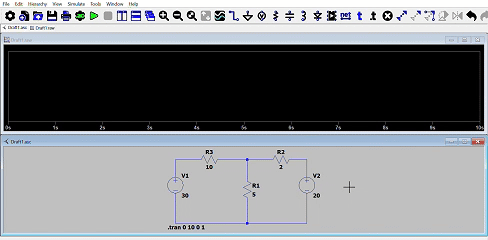 File Edit Hierarchy View Simulate Tools Window Help
Draft1.asc Draft1.raw
Draft1.raw
0s 1s 2s 3s 4s 5s 6s 7s 8s 9s 10s
Draft1.asc
R3 R2
10 2
V1 R1 V2
30 5 20
.tran 0 10 0 1